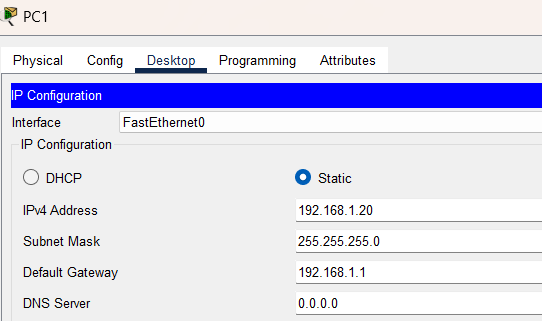 PC1
Physical Config Desktop Programming Attributes
IP Configuration
Interface FastEthernet0
IP Configuration
DHCP Static
IPv4 Address 192.168.1.20
Subnet Mask 255.255.255.0
Default Gateway 192.168.1.1
DNS Server 0.0.0.0